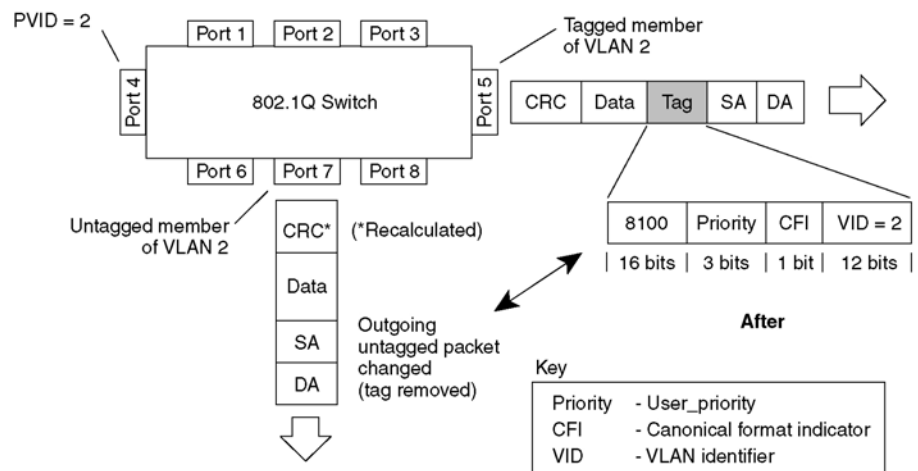 PVID = 2
Port 1
Port 2
Port 3
Tagged member
of VLAN 2
Port 4
802.1Q Switch
Port 5
CRC
Data
Tag
SA
DA
Port 6
Port 7
Port 8
Untagged member
of VLAN 2
CRC*
(*Recalculated)
Data
SA
DA
Outgoing
untagged packet
changed
(tag removed)
8100
Priority
CFI
VID = 2
16 bits
3 bits
1 bit
12 bits
After
Key
Priority - User_priority
CFI - Canonical format indicator
VID - VLAN identifier